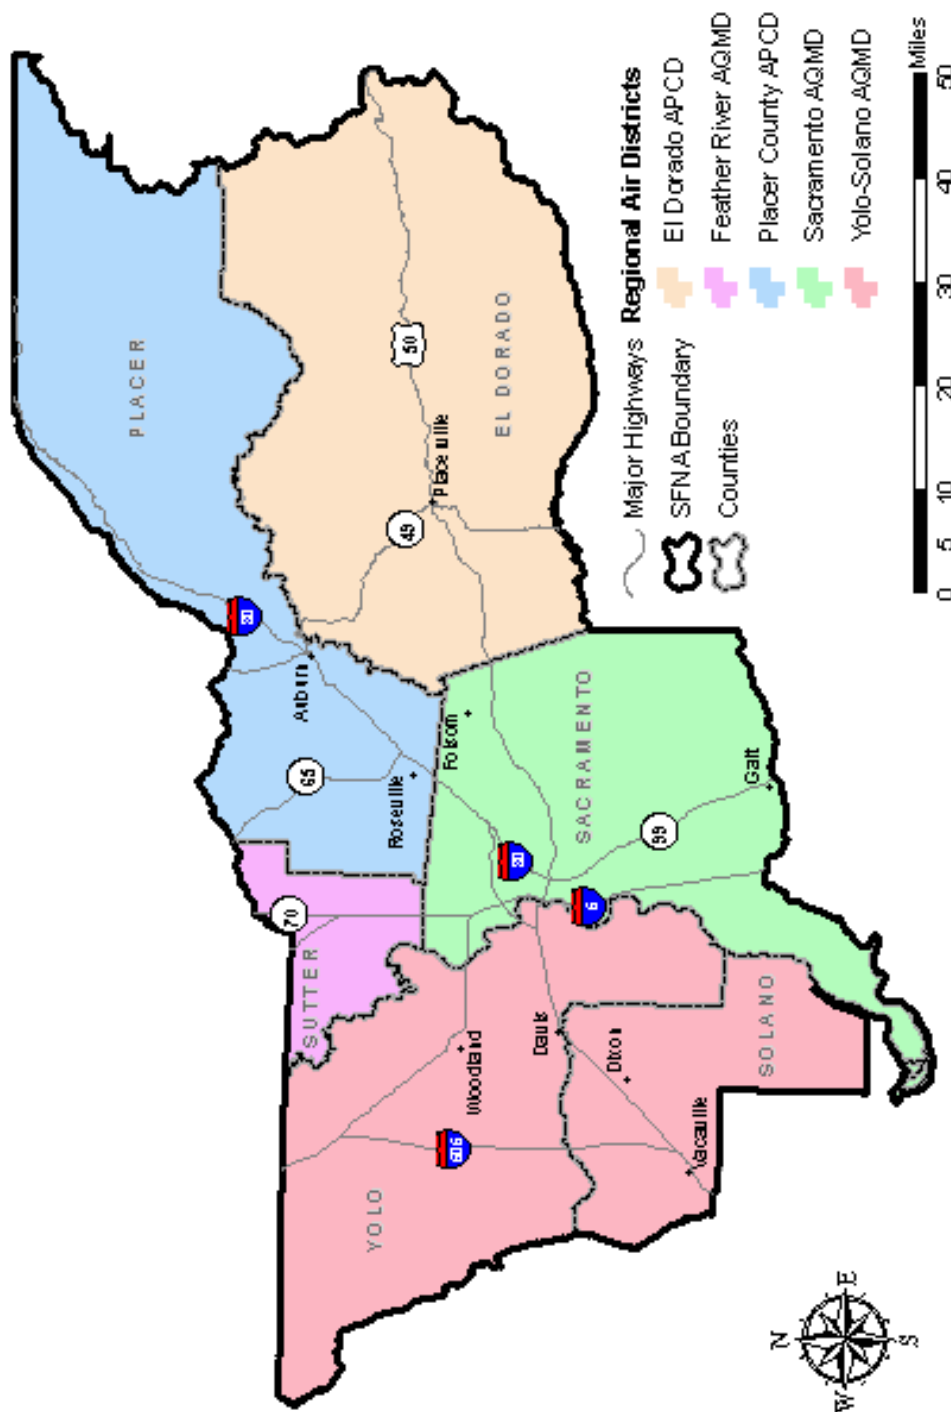 PLACER
Auburn
65
70
SUTTER
Roseville
49
50
Placerville
EL DORADO
Folsom
YOLO
Woodland
Davis
SACRAMENTO
Dixon
99
Vacaville
SOLANO
Galt
N
W
E
S
Major Highways
SFNA Boundary
Counties
Regional Air Districts
El Dorado APCD
Feather River AQMD
Placer County APCD
Sacramento AQMD
Yolo-Solano AQMD
Miles
0 5 10 20 30 40 50